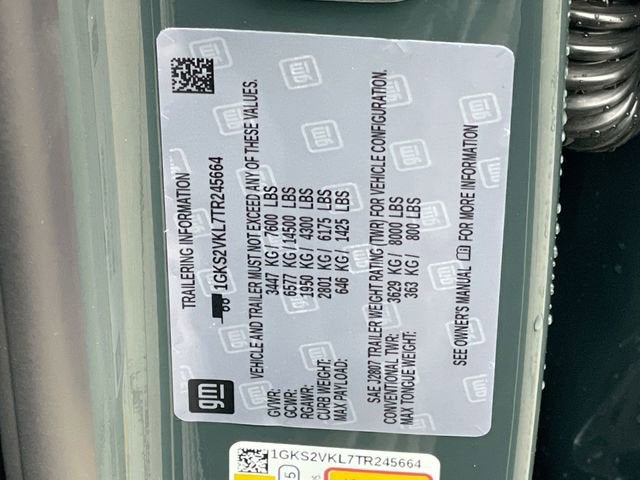 gm
TRAILERING INFORMATION
1GKS2VKL7TR245664
VEHICLE AND TRAILER MUST NOT EXCEED ANY OF THESE VALUES.
GVWR: 3447 KG/ 7600 LBS
GCWR: 6577 KG/14500 LBS
RGAWR: 1950 KG/ 4300 LBS
CURB WEIGHT: 2801 KG/ 6175 LBS
MAX PAYLOAD: 646 KG/ 1425 LBS
SAE J2807 TRAILER WEIGHT RATING (TWR) FOR VEHICLE CONFIGURATION.
CONVENTIONAL TWR: 3629 KG/ 8000 LBS
MAX TONGUE WEIGHT: 363 KG/ 800 LBS
SEE OWNER'S MANUAL FOR MORE INFORMATION
1GKS2VKL7TR245664